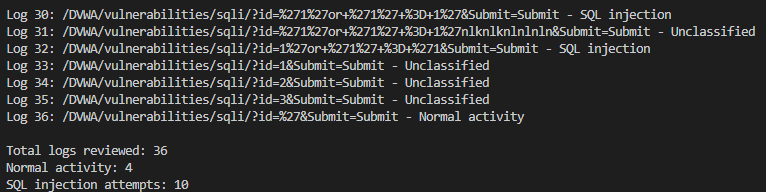 Log 30: /DVWA/vulnerabilities/sqli/?id=%271%27or+%271%27+%3D+1%27&Submit=Submit - SQL injection
Log 31: /DVWA/vulnerabilities/sqli/?id=%271%27or+%271%27+%3D+1%27nlknlknlnlnln&Submit=Submit - Unclassified
Log 32: /DVWA/vulnerabilities/sqli/?id=1%27or+%271%27+%3D+%271&Submit=Submit - SQL injection
Log 33: /DVWA/vulnerabilities/sqli/?id=1&Submit=Submit - Unclassified
Log 34: /DVWA/vulnerabilities/sqli/?id=2&Submit=Submit - Unclassified
Log 35: /DVWA/vulnerabilities/sqli/?id=3&Submit=Submit - Unclassified
Log 36: /DVWA/vulnerabilities/sqli/?id=%27&Submit=Submit - Normal activity
Total logs reviewed: 36
Normal activity: 4
SQL injection attempts: 10